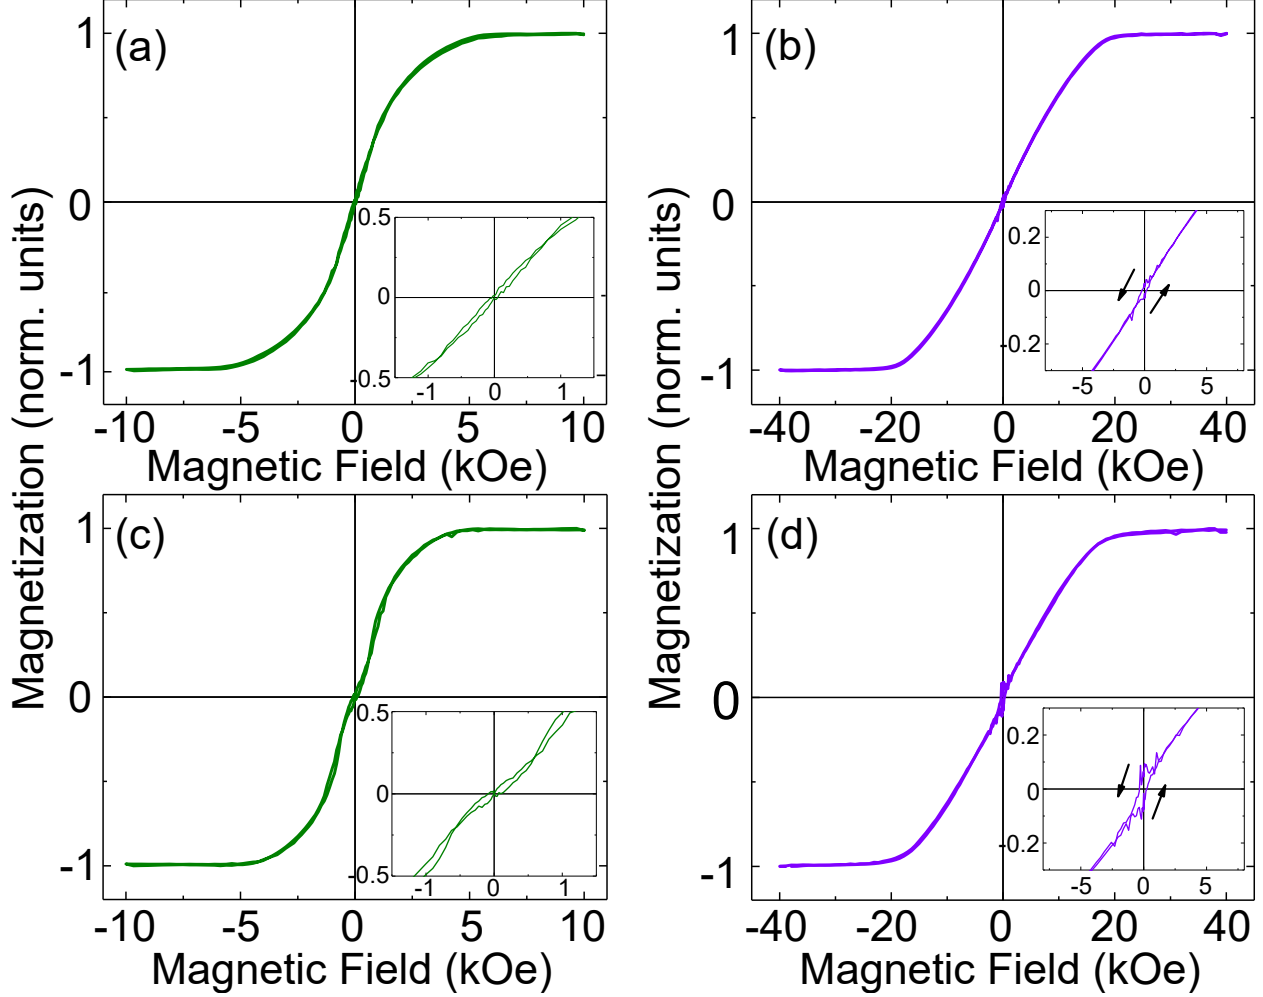 (a)
1
0
-1
-10 -5 0 5 10
Magnetic Field (kOe)
0.5
0
-0.5
-1 0 1
(b)
1
0
-1
-40 -20 0 20 40
Magnetic Field (kOe)
0.2
0
-0.2
-5 0 5
Magnetization (norm. units)
Magnetization (norm. units)
(c)
1
0
-1
-10 -5 0 5 10
Magnetic Field (kOe)
0.5
0
-0.5
-1 0 1
(d)
1
0
-1
-40 -20 0 20 40
Magnetic Field (kOe)
0.2
0
-0.2
-5 0 5